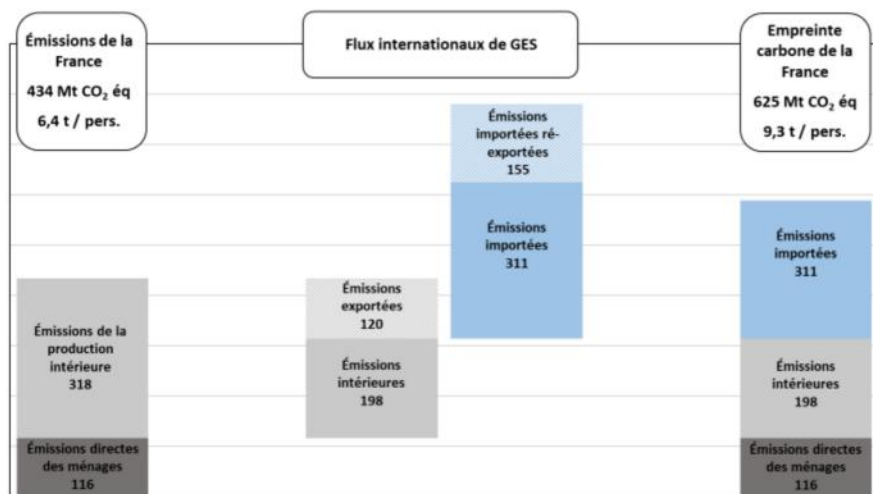 Émissions de la
France
434 Mt CO₂ éq
6,4 t / pers.
Flux internationaux de GES
Empreinte
carbone de la
France
625 Mt CO₂ éq
9,3 t / pers.
Émissions
importées ré-
exportées
155
Émissions
importées
311
Émissions
importées
311
Émissions de la
production
intérieure
318
Émissions
exportées
120
Émissions
intérieures
198
Émissions
intérieures
198
Émissions directes
des ménages
116
Émissions directes
des ménages
116